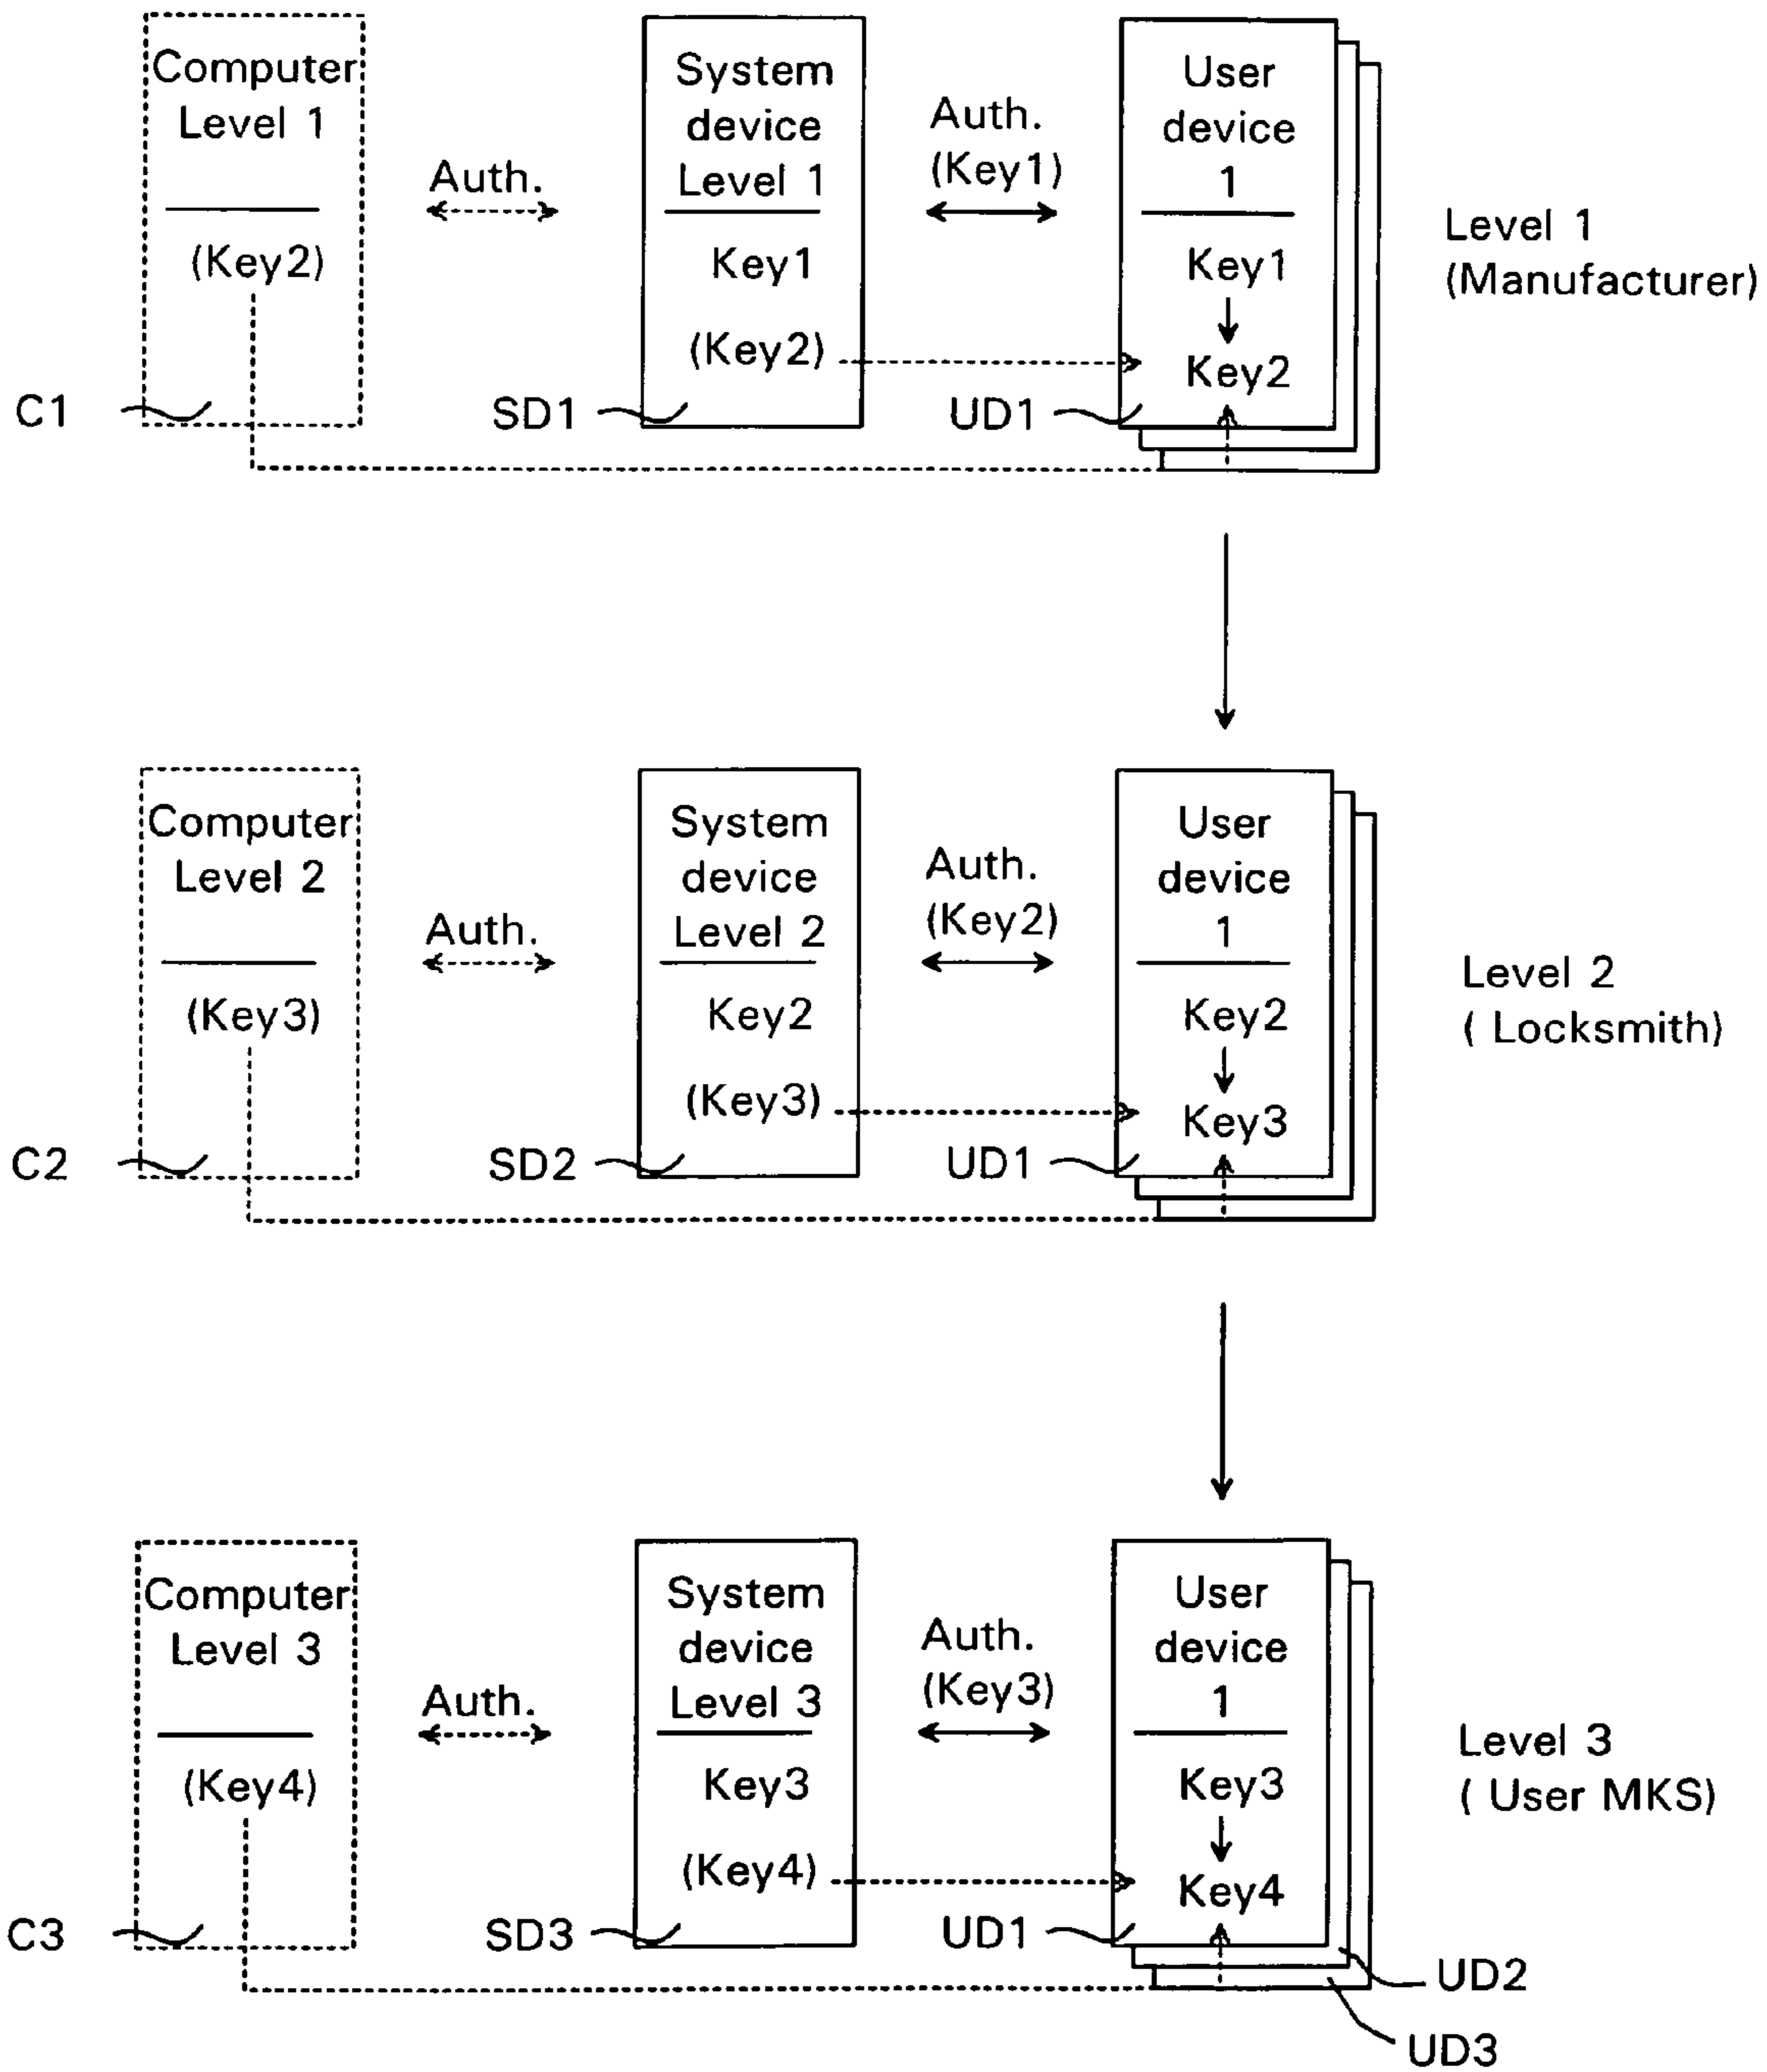 Computer
Level 1
(Key2)
C1
Auth.
System
device
Level 1
Key1
(Key2)
SD1
Auth.
(Key1)
User
device
1
Key1
Key2
UD1
Level 1
(Manufacturer)
Computer
Level 2
(Key3)
C2
Auth.
System
device
Level 2
Key2
(Key3)
SD2
Auth.
(Key2)
User
device
1
Key2
Key3
UD1
Level 2
( Locksmith)
Computer
Level 3
(Key4)
C3
Auth.
System
device
Level 3
Key3
(Key4)
SD3
Auth.
(Key3)
User
device
1
Key3
Key4
UD1
UD2
UD3
Level 3
( User MKS)